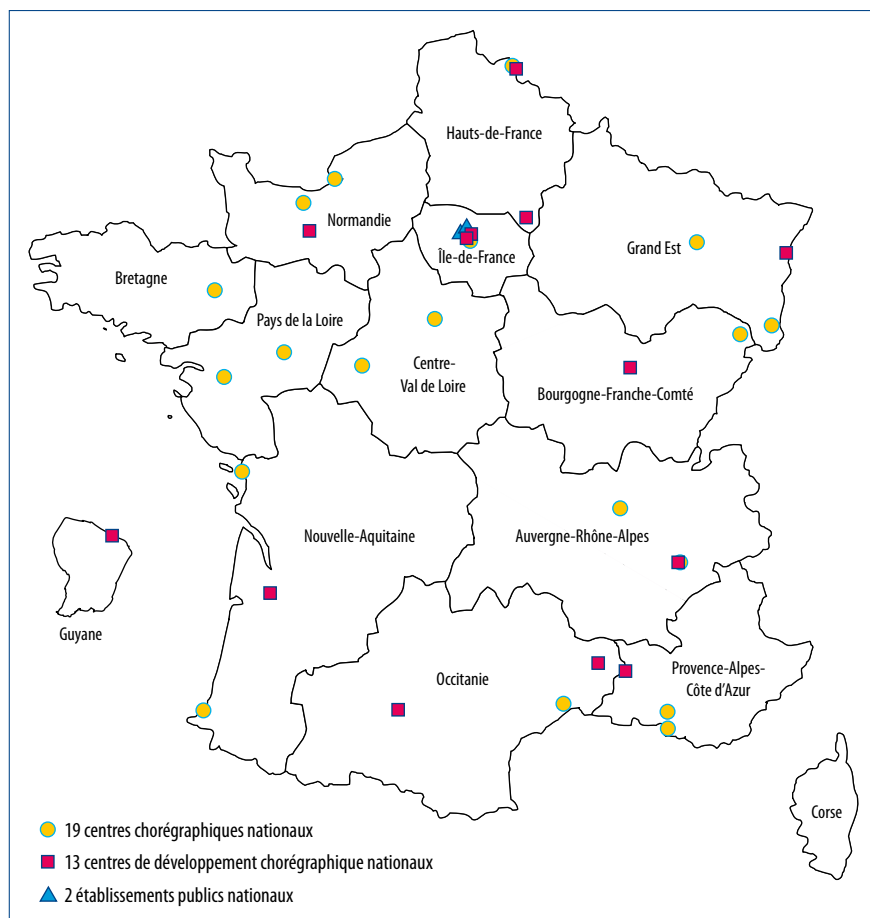 Hauts-de-France
Normandie
Île-de-France
Grand Est
Bretagne
Pays de la Loire
Centre-
Val de Loire
Bourgogne-Franche-Comté
Nouvelle-Aquitaine
Auvergne-Rhône-Alpes
Guyane
Occitanie
Provence-Alpes-
Côte d'Azur
Corse
19 centres chorégraphiques nationaux
13 centres de développement chorégraphique nationaux
2 établissements publics nationaux